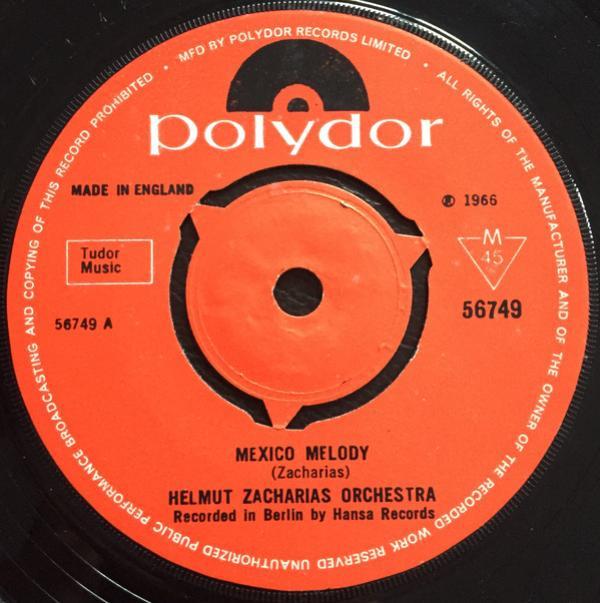 MFD BY POLYDOR RECORDS LIMITED • ALL RIGHTS OF THE MANUFACTURER AND OF THE OWNER OF THE RECORDED WORK RESERVED UNAUTHORIZED PUBLIC PERFORMANCE BROADCASTING AND COPYING OF THIS RECORD PROHIBITED •
polydor
MADE IN ENGLAND
℗ 1966
Tudor
Music
M
45
56749 A
56749
MEXICO MELODY
(Zacharias)
HELMUT ZACHARIAS ORCHESTRA
Recorded in Berlin by Hansa Records